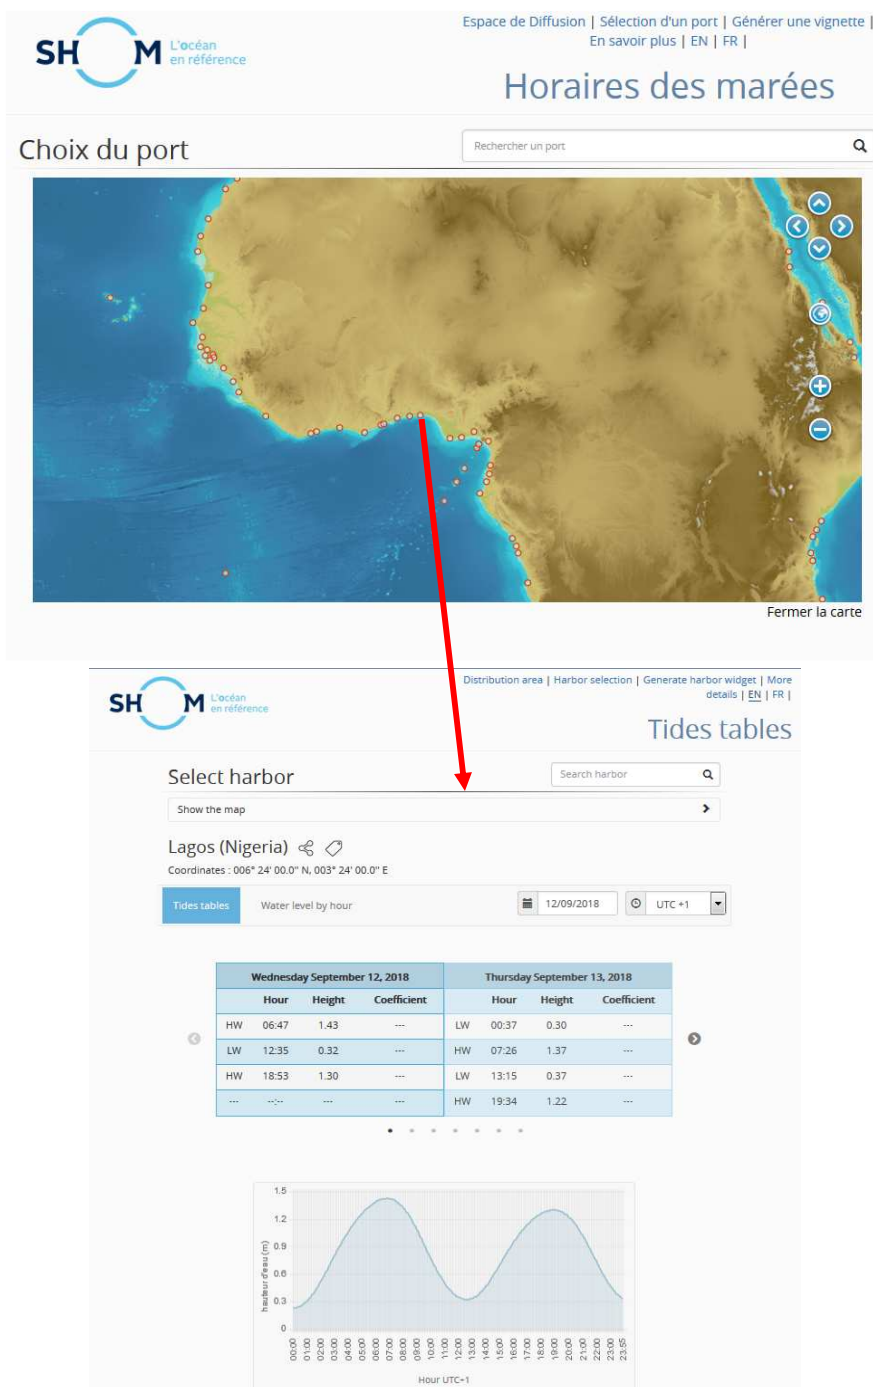 SHOM L'océan
en référence
Espace de Diffusion | Sélection d'un port | Générer une vignette |
En savoir plus | EN | FR |
Horaires des marées
Choix du port
Rechercher un port
Fermer la carte
SHOM L'océan
en référence
Distribution area | Harbor selection | Generate harbor widget | More
details | EN | FR |
Tides tables
Select harbor
Search harbor
Show the map
Lagos (Nigeria)
Coordinates : 006° 24' 00.0'' N, 003° 24' 00.0'' E
Tides tables Water level by hour 12/09/2018 UTC +1
Wednesday September 12, 2018 Thursday September 13, 2018
Hour Height Coefficient Hour Height Coefficient
HW 06:47 1.43 --- LW 00:37 0.30 ---
LW 12:35 0.32 --- HW 07:26 1.37 ---
HW 18:53 1.30 --- LW 13:15 0.37 ---
--- --:-- --- --- HW 19:34 1.22 ---
hauteur d'eau (m)
1.5
1.2
0.9
0.6
0.3
0
00:00 01:00 02:00 03:00 04:00 05:00 06:00 07:00 08:00 09:00 10:00 11:00 12:00 13:00 14:00 15:00 16:00 17:00 18:00 19:00 20:00 21:00 22:00 23:00 23:55
Hour UTC+1